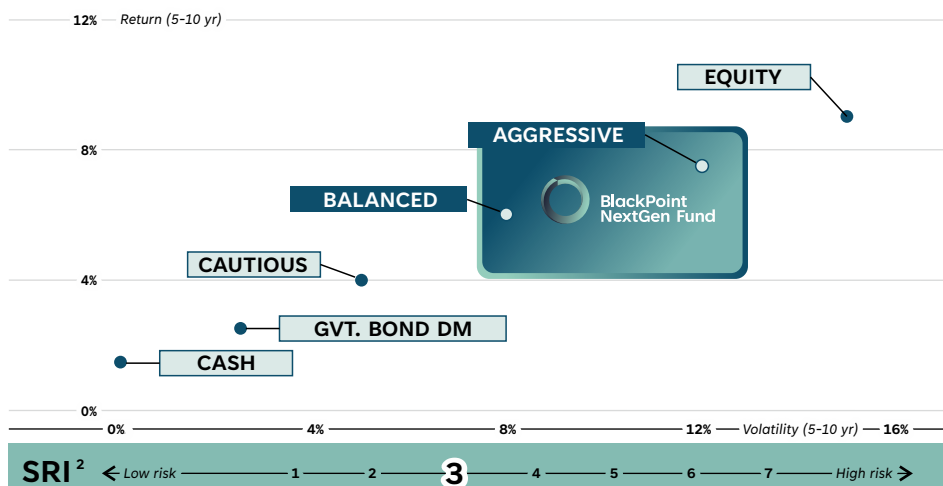 12% Return (5-10 yr)
EQUITY
AGGRESSIVE
8%
BALANCED
BlackPoint
NextGen Fund
CAUTIOUS
4%
GVT. BOND DM
CASH
0%
0% 4% 8% 12% Volatility (5-10 yr) 16%
SRI² Low risk 1 2 3 4 5 6 7 High risk